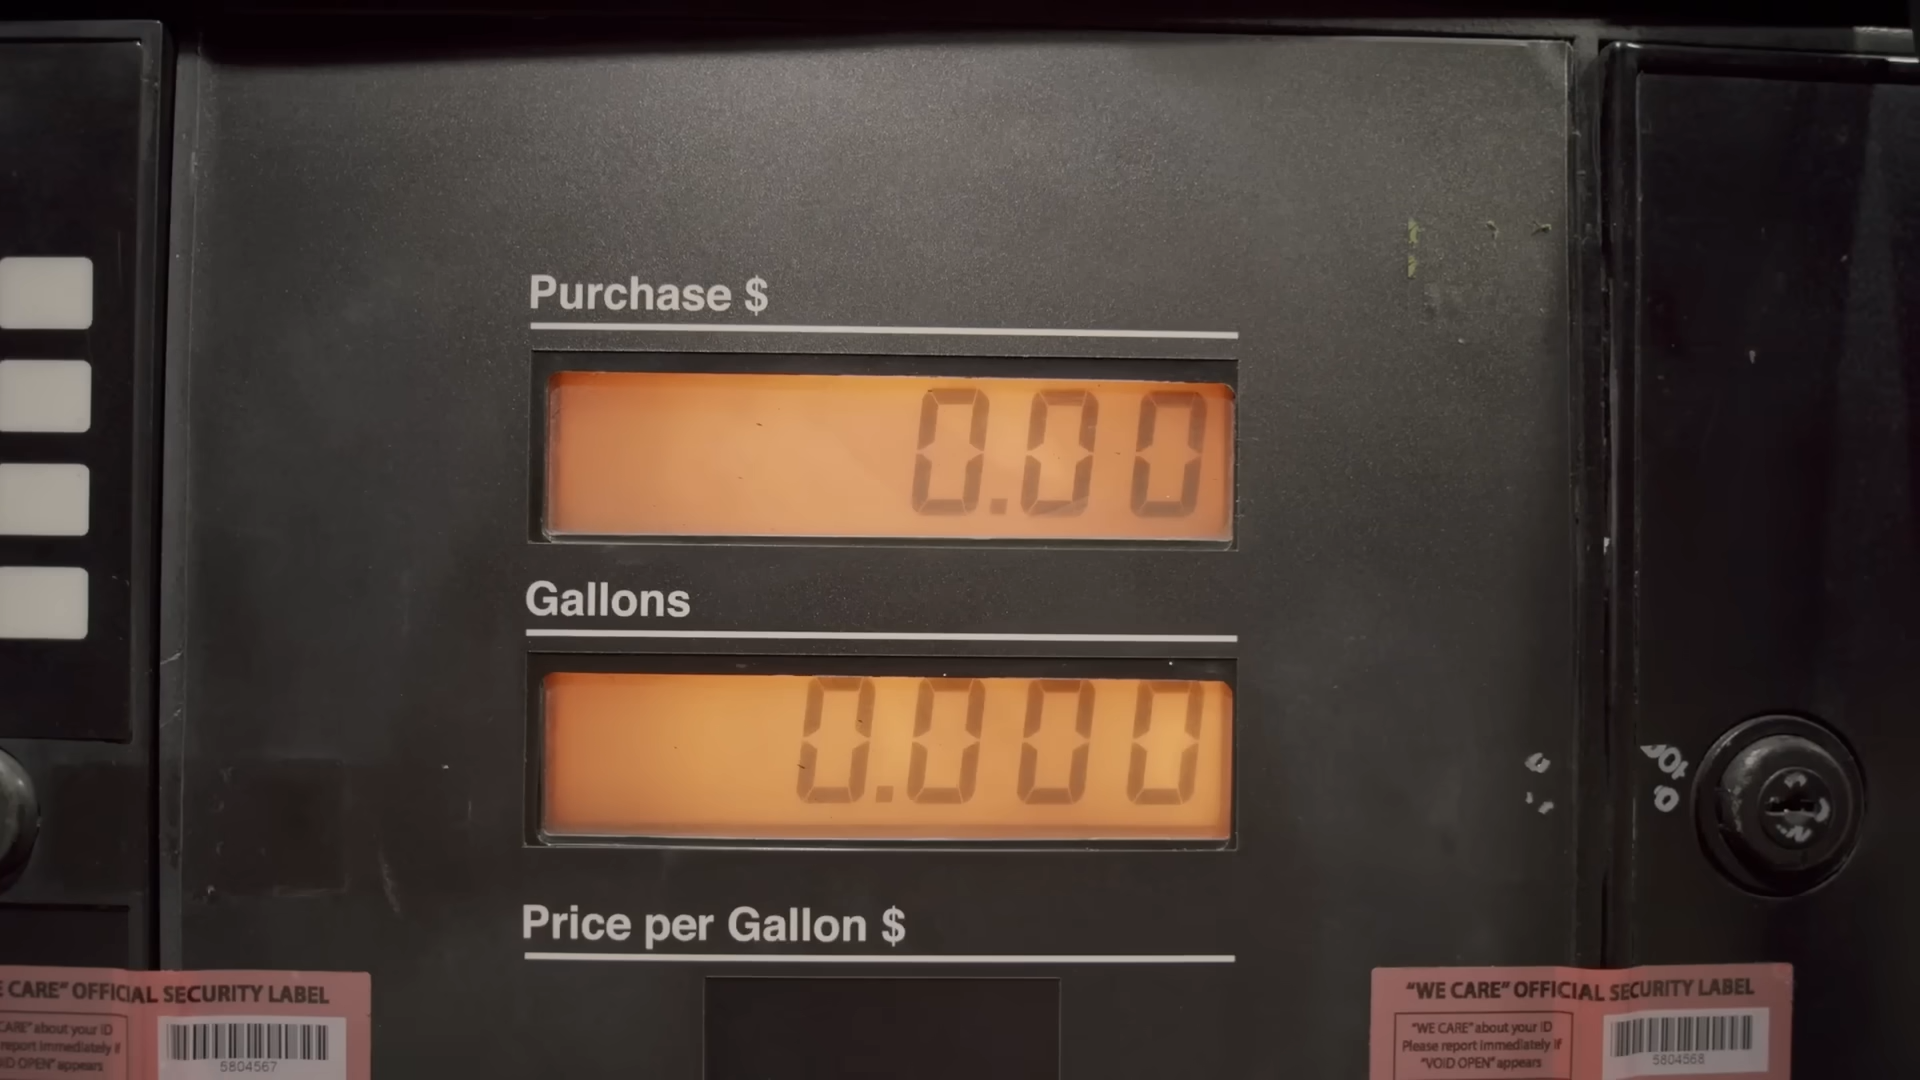 Purchase $
0.00
Gallons
0.000
Price per Gallon $
CARE" OFFICIAL SECURITY LABEL
CARE" about your ID
report immediately if
OPEN" appears
5804567
"WE CARE" OFFICIAL SECURITY LABEL
"WE CARE" about your ID
Please report immediately if
"VOID OPEN" appears
5804568